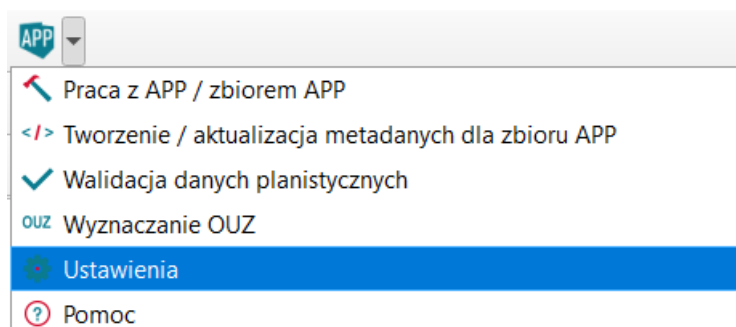 APP
Praca z APP / zbiorem APP
</> Tworzenie / aktualizacja metadanych dla zbioru APP
Walidacja danych planistycznych
OUZ Wyznaczanie OUZ
Ustawienia
? Pomoc